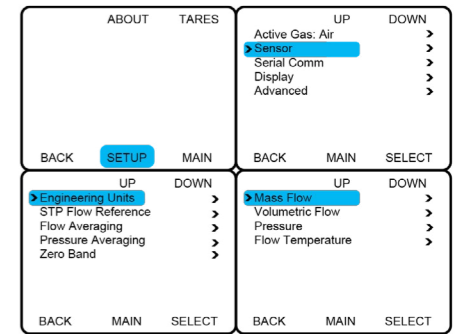 ABOUT TARES
BACK SETUP MAIN
UP DOWN
Active Gas: Air >
> Sensor >
Serial Comm >
Display >
Advanced >
BACK MAIN SELECT
UP DOWN
> Engineering Units >
STP Flow Reference >
Flow Averaging >
Pressure Averaging >
Zero Band >
BACK MAIN SELECT
UP DOWN
> Mass Flow >
Volumetric Flow >
Pressure >
Flow Temperature >
BACK MAIN SELECT